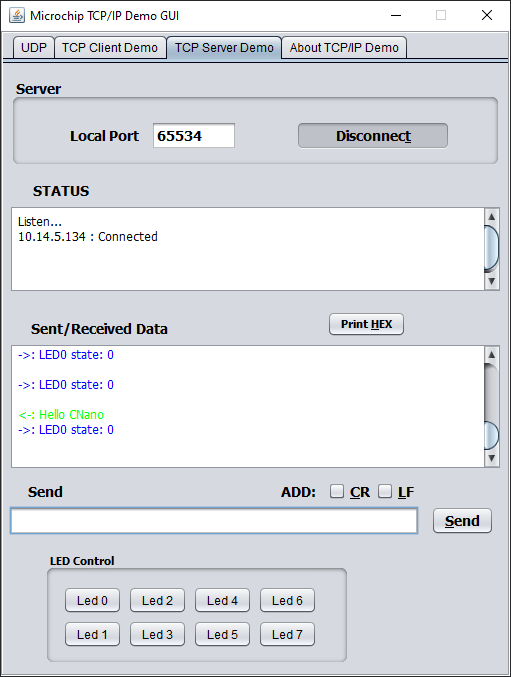 Microchip TCP/IP Demo GUI
UDP TCP Client Demo TCP Server Demo About TCP/IP Demo
Server
Local Port 65534 Disconnect
STATUS
Listen...
10.14.5.134 : Connected
Sent/Received Data Print HEX
->: LED0 state: 0
->: LED0 state: 0
<-: Hello CNano
->: LED0 state: 0
Send ADD: CR LF
Send
LED Control
Led 0 Led 2 Led 4 Led 6
Led 1 Led 3 Led 5 Led 7